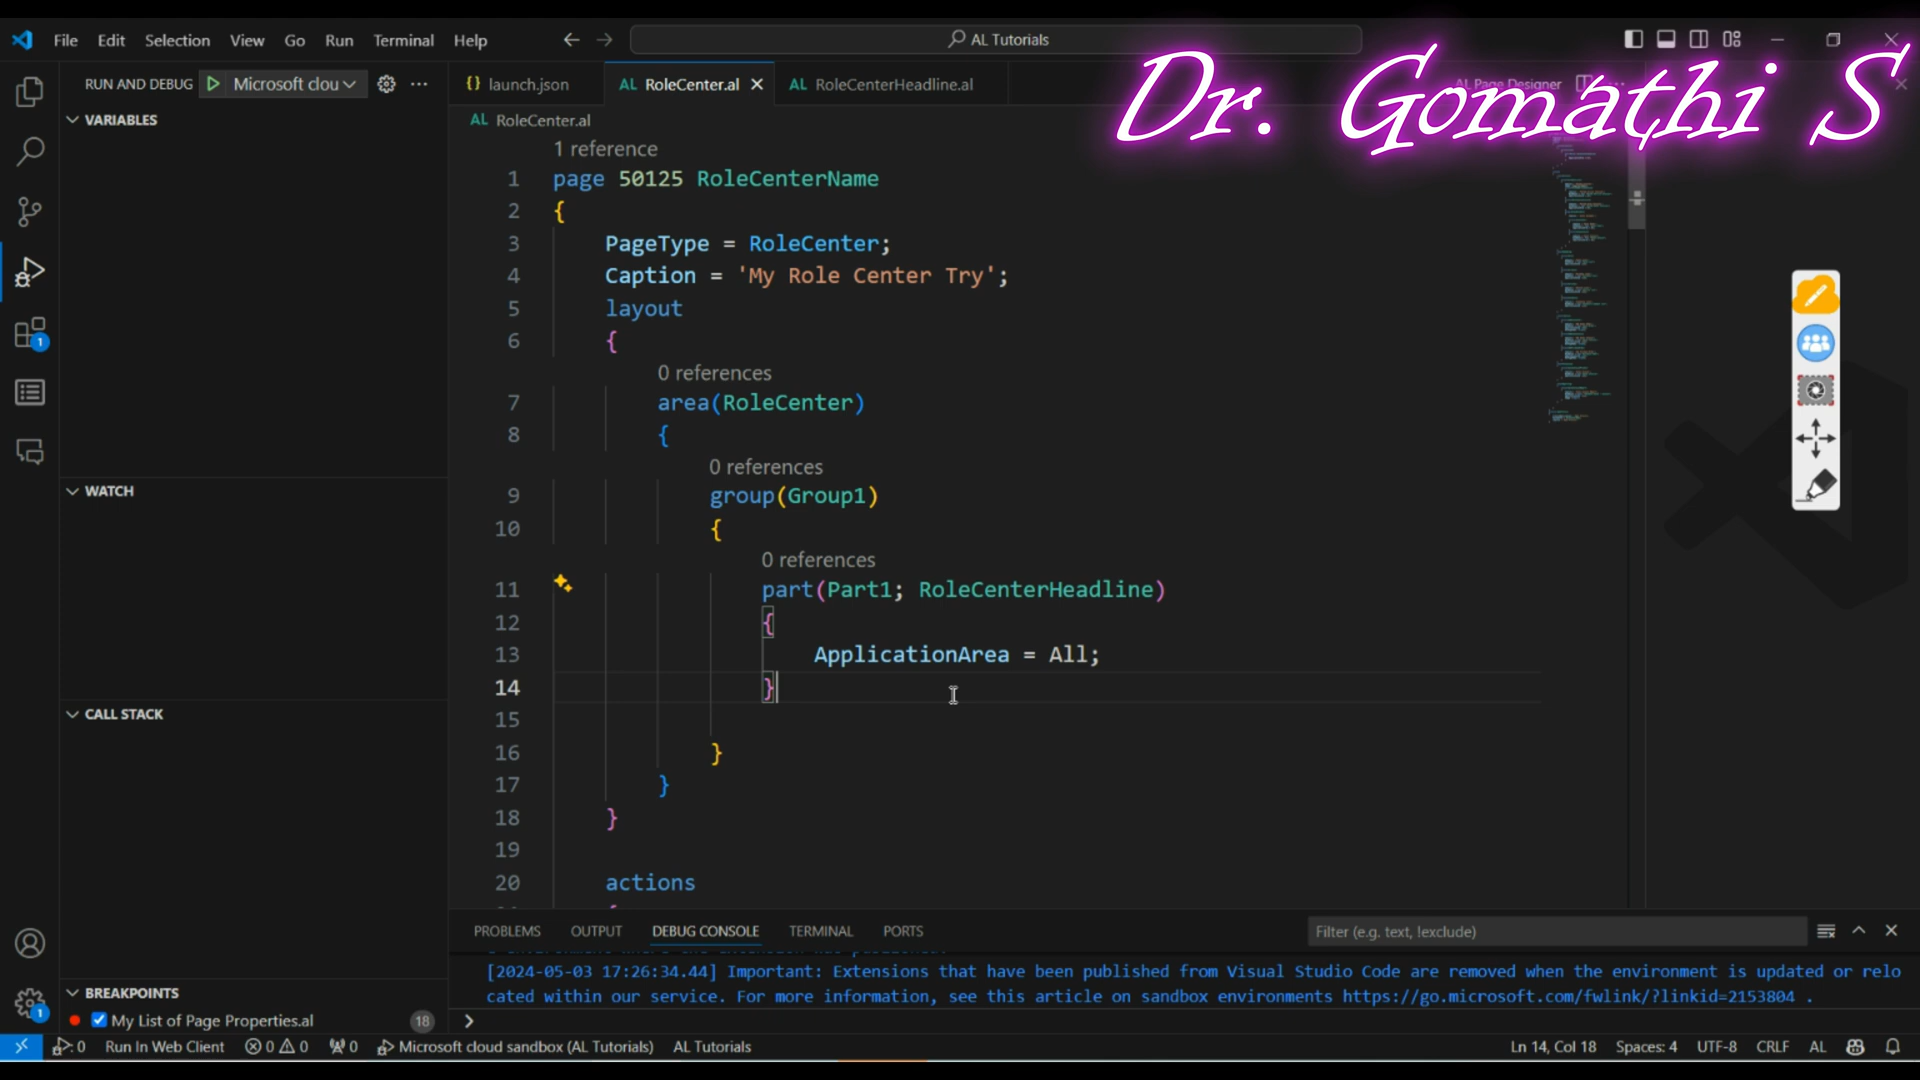 File Edit Selection View Go Run Terminal Help
AL Tutorials
Dr. Gomathi S
RUN AND DEBUG Microsoft clou
{} launch.json
AL RoleCenter.al
AL RoleCenterHeadline.al
AL Page Designer
AL RoleCenter.al
VARIABLES
WATCH
CALL STACK
BREAKPOINTS
My List of Page Properties.al 18
1 reference
1 page 50125 RoleCenterName
2 {
3 PageType = RoleCenter;
4 Caption = 'My Role Center Try';
5 layout
6 {
0 references
7 area(RoleCenter)
8 {
0 references
9 group(Group1)
10 {
0 references
11 part(Part1; RoleCenterHeadline)
12 {
13 ApplicationArea = All;
14 }
15
16 }
17 }
18 }
19
20 actions
PROBLEMS OUTPUT DEBUG CONSOLE TERMINAL PORTS
Filter (e.g. text, !exclude)
[2024-05-03 17:26:34.44] Important: Extensions that have been published from Visual Studio Code are removed when the environment is updated or relo
cated within our service. For more information, see this article on sandbox environments https://go.microsoft.com/fwlink/?linkid=2153804 .
1
1
0 Run In Web Client 0 0 0 Microsoft cloud sandbox (AL Tutorials) AL Tutorials
Ln 14, Col 18 Spaces: 4 UTF-8 CRLF AL